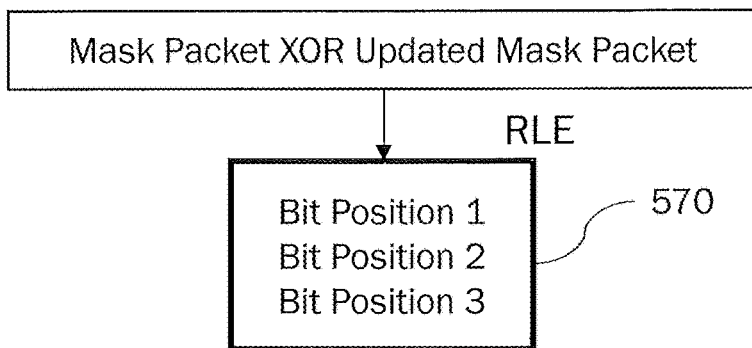 Mask Packet XOR Updated Mask Packet
RLE
Bit Position 1
570
Bit Position 2
Bit Position 3